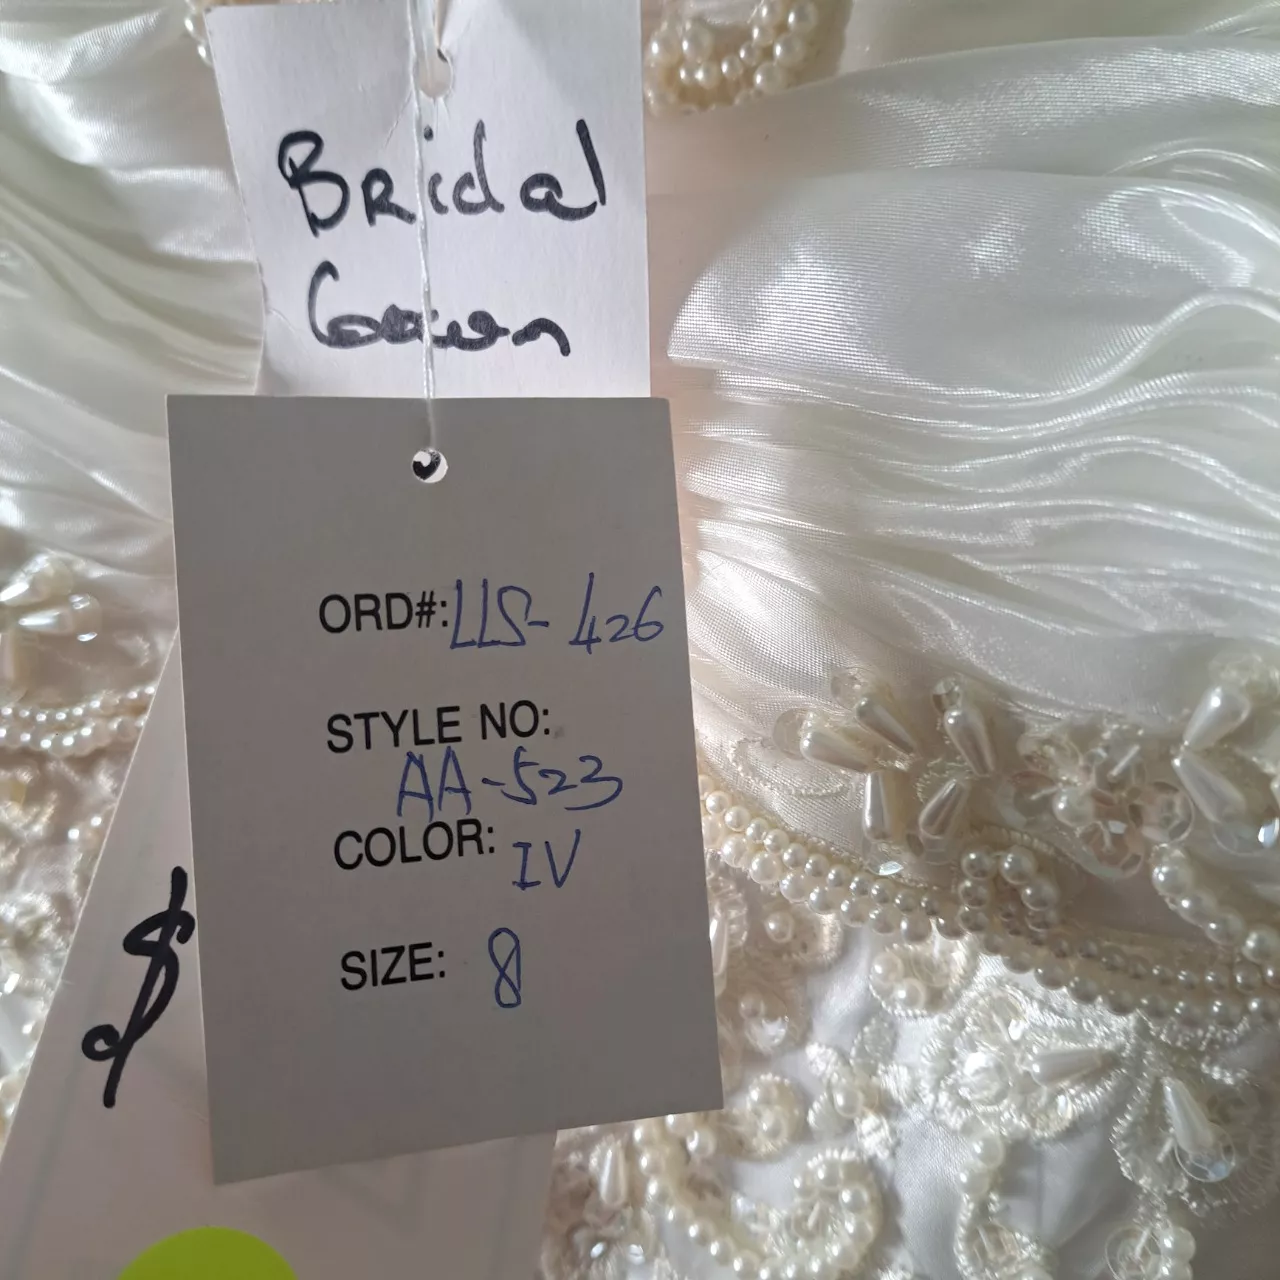 Bridal
Gown
ORD#: LLS-426
STYLE NO:
AA-523
COLOR: IV
SIZE: 8
$